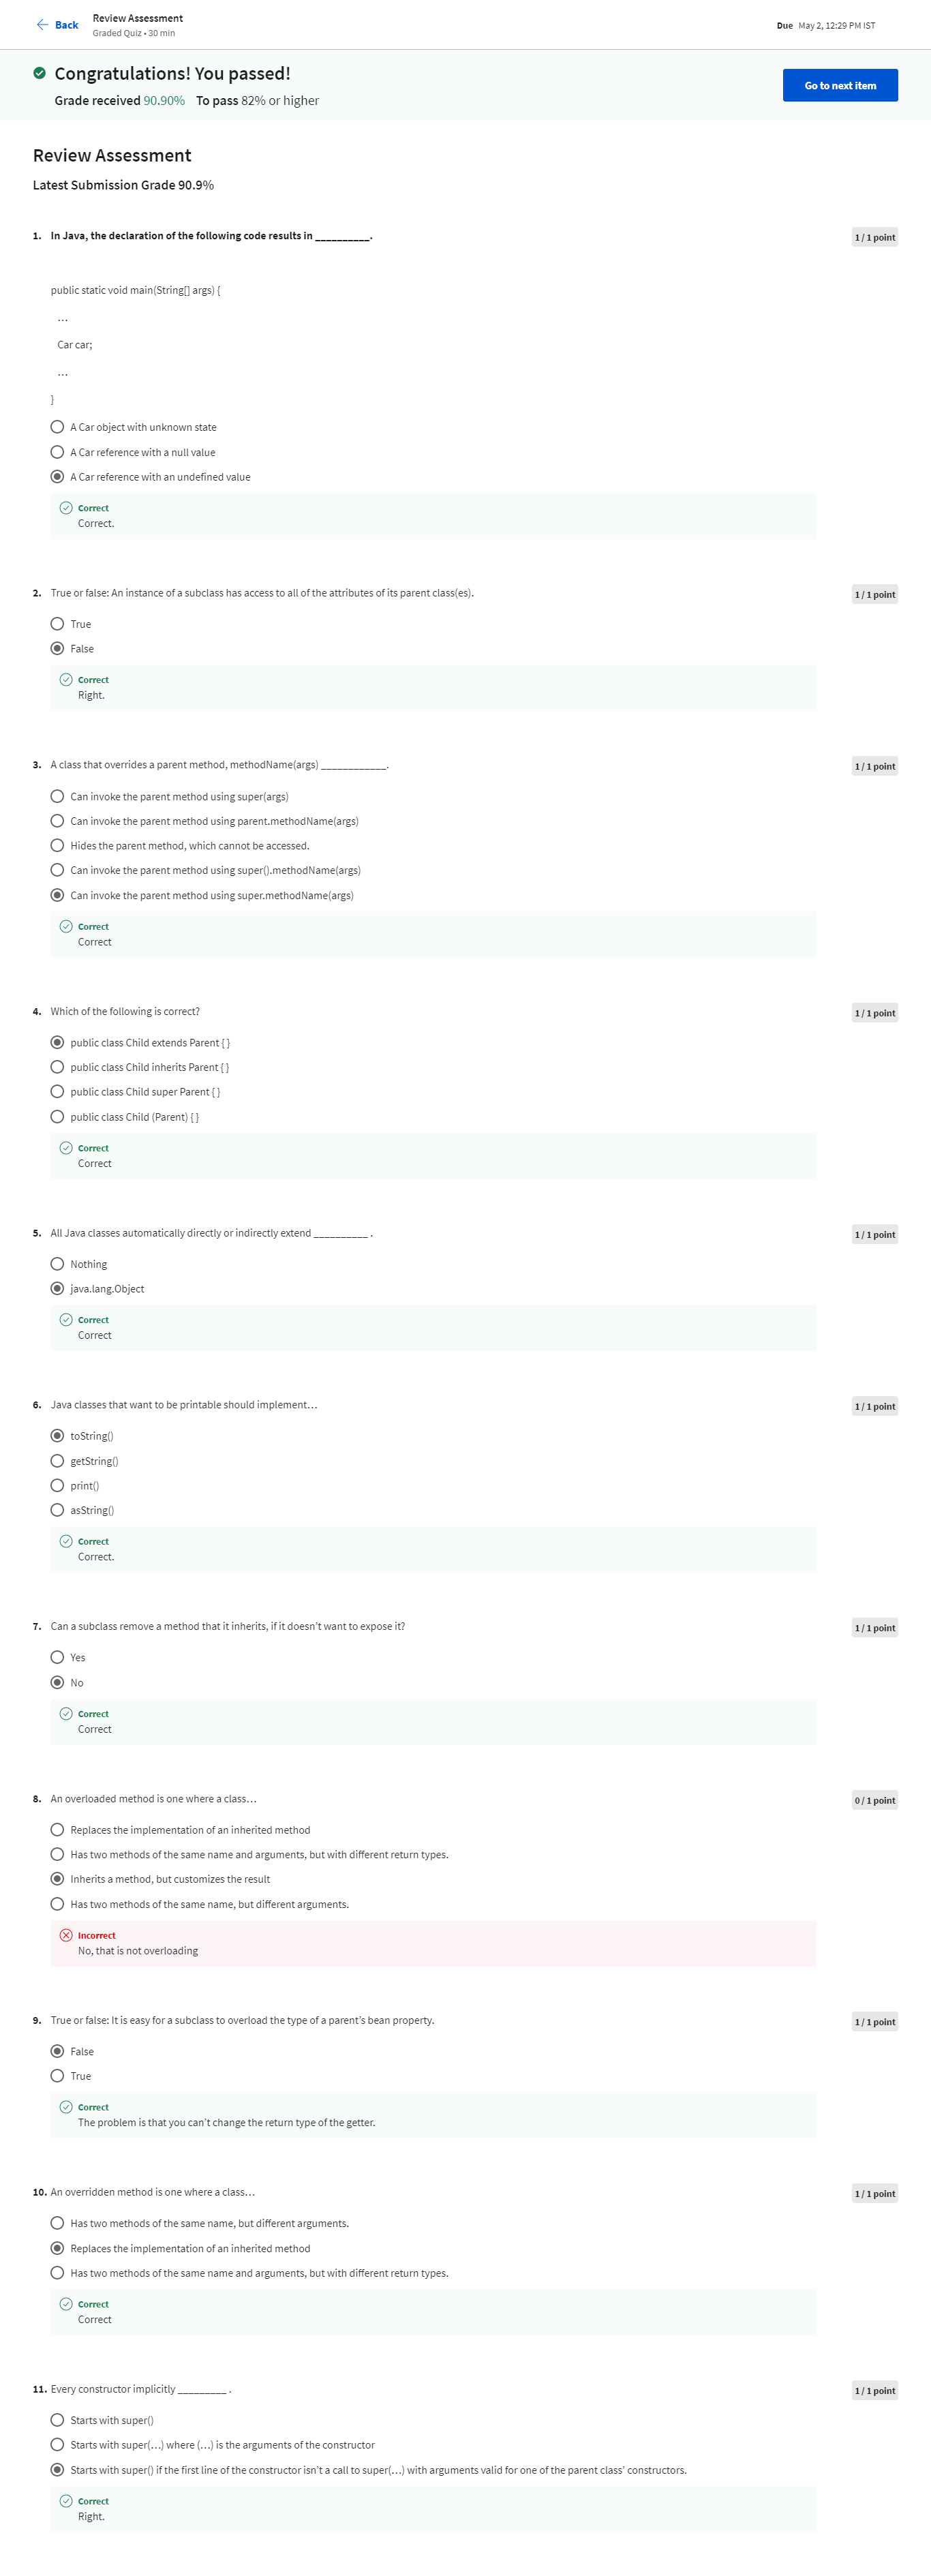 Back
Review Assessment
Graded Quiz • 30 min
Due May 2, 12:29 PM IST
Congratulations! You passed!
Grade received 90.90% To pass 82% or higher
Go to next item
Review Assessment
Latest Submission Grade 90.9%
1. In Java, the declaration of the following code results in __________.
1 / 1 point
public static void main(String[] args) {
…
Car car;
…
}
A Car object with unknown state
A Car reference with a null value
A Car reference with an undefined value
Correct
Correct.
2. True or false: An instance of a subclass has access to all of the attributes of its parent class(es).
1 / 1 point
True
False
Correct
Right.
3. A class that overrides a parent method, methodName(args) ____________.
1 / 1 point
Can invoke the parent method using super(args)
Can invoke the parent method using parent.methodName(args)
Hides the parent method, which cannot be accessed.
Can invoke the parent method using super().methodName(args)
Can invoke the parent method using super.methodName(args)
Correct
Correct
4. Which of the following is correct?
1 / 1 point
public class Child extends Parent { }
public class Child inherits Parent { }
public class Child super Parent { }
public class Child (Parent) { }
Correct
Correct
5. All Java classes automatically directly or indirectly extend __________ .
1 / 1 point
Nothing
java.lang.Object
Correct
Correct
6. Java classes that want to be printable should implement…
1 / 1 point
toString()
getString()
print()
asString()
Correct
Correct.
7. Can a subclass remove a method that it inherits, if it doesn’t want to expose it?
1 / 1 point
Yes
No
Correct
Correct
8. An overloaded method is one where a class…
0 / 1 point
Replaces the implementation of an inherited method
Has two methods of the same name and arguments, but with different return types.
Inherits a method, but customizes the result
Has two methods of the same name, but different arguments.
Incorrect
No, that is not overloading
9. True or false: It is easy for a subclass to overload the type of a parent’s bean property.
1 / 1 point
False
True
Correct
The problem is that you can’t change the return type of the getter.
10. An overridden method is one where a class…
1 / 1 point
Has two methods of the same name, but different arguments.
Replaces the implementation of an inherited method
Has two methods of the same name and arguments, but with different return types.
Correct
Correct
11. Every constructor implicitly _________ .
1 / 1 point
Starts with super()
Starts with super(…) where (…) is the arguments of the constructor
Starts with super() if the first line of the constructor isn’t a call to super(…) with arguments valid for one of the parent class’ constructors.
Correct
Right.